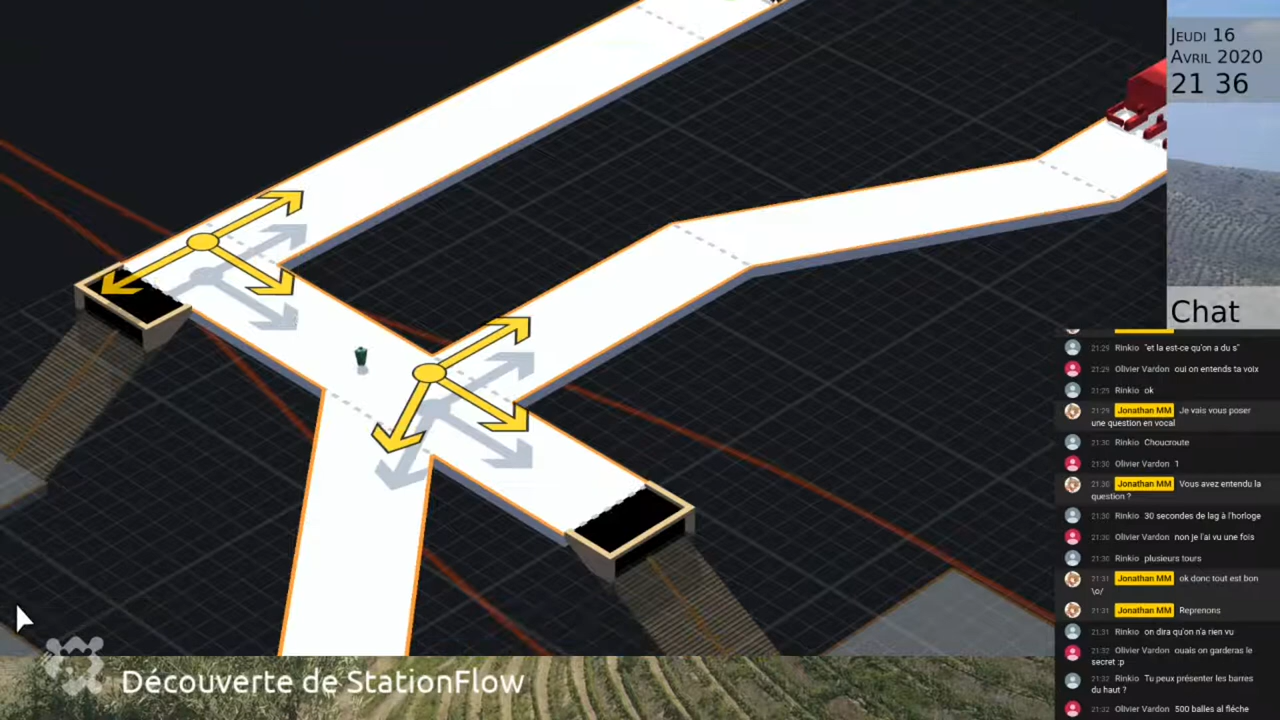 Jeudi 16
Avril 2020
21 36
Chat
21:29 Rinkio "et la est-ce qu'on a du s"
21:29 Olivier Vardon oui on entends ta voix
21:29 Rinkio ok
21:29 Jonathan MM Je vais vous poser
une question en vocal
21:30 Rinkio Choucroute
21:30 Olivier Vardon 1
21:30 Jonathan MM Vous avez entendu la
question ?
21:30 Rinkio 30 secondes de lag à l'horloge
21:30 Olivier Vardon non je l'ai vu une fois
21:30 Rinkio plusieurs tours
21:31 Jonathan MM ok donc tout est bon
\o/
21:31 Jonathan MM Reprenons
21:31 Rinkio on dira qu'on n'a rien vu
21:32 Olivier Vardon ouais on garderas le
secret :p
21:32 Rinkio Tu peux présenter les barres
du haut ?
21:32 Olivier Vardon 500 balles al fléche
Découverte de StationFlow